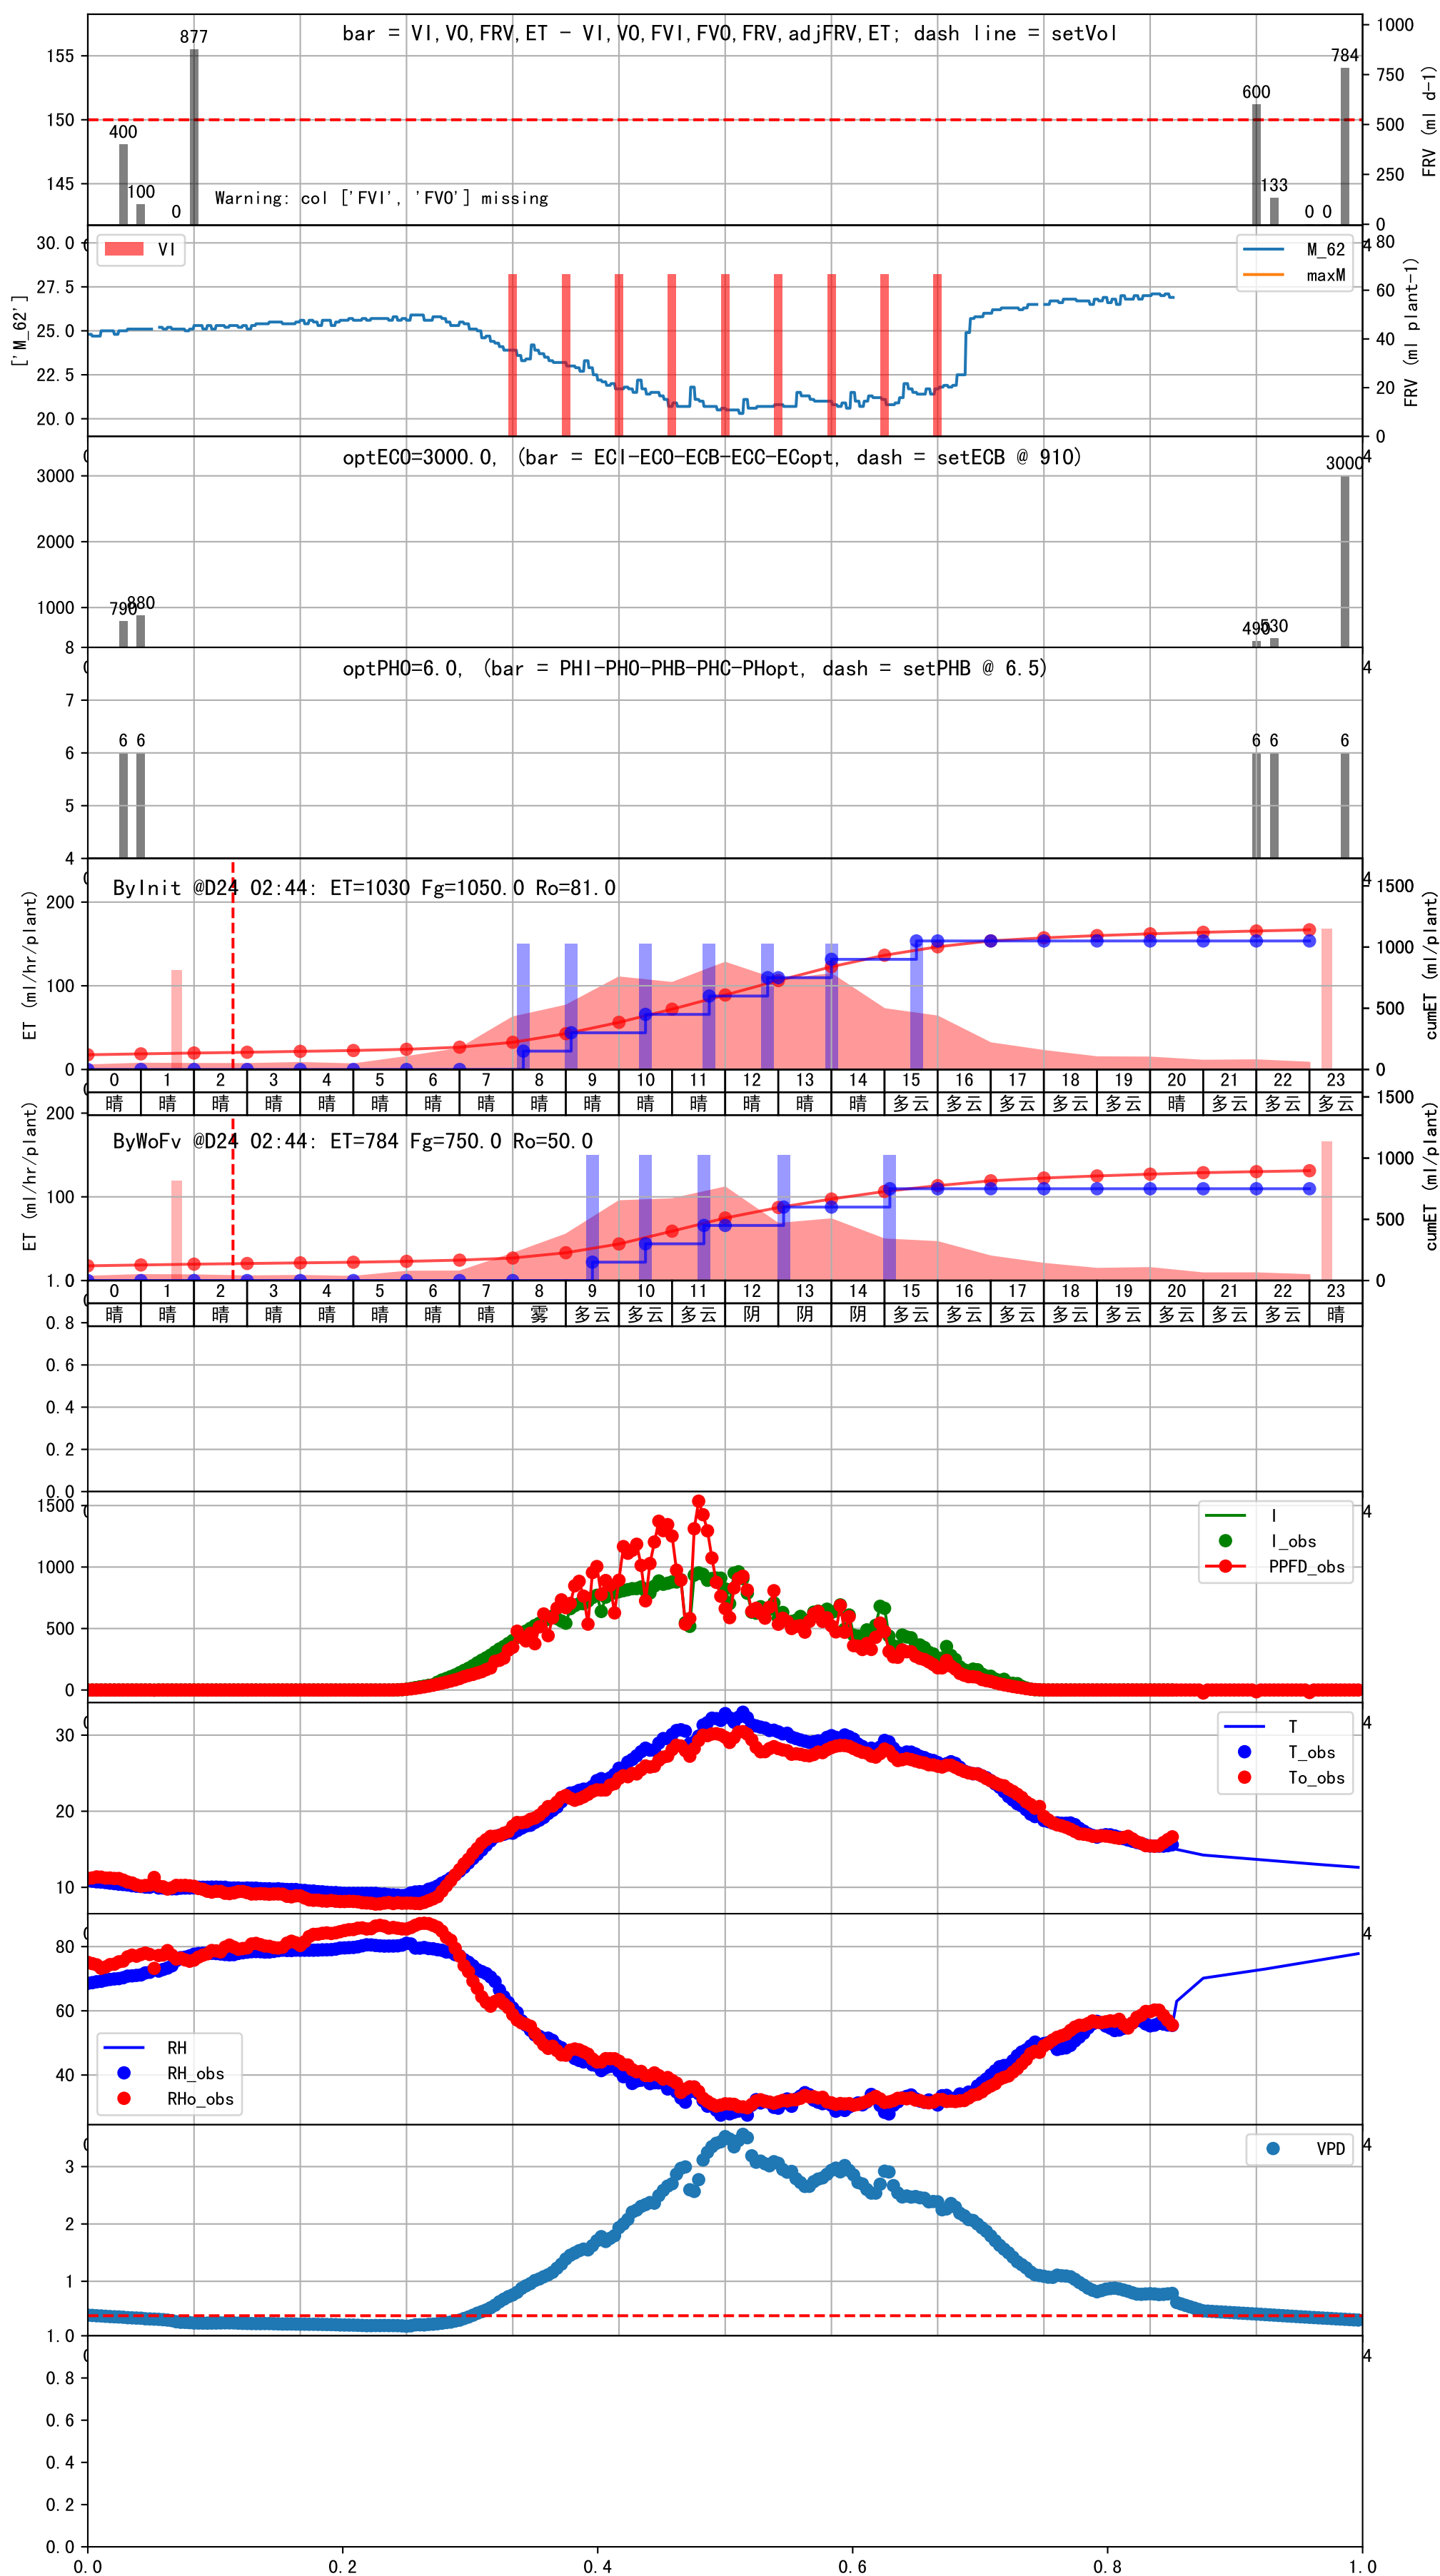 bar = VI,VO,FRV,ET - VI,VO,FVI,FVO,FRV,adjFRV,ET; dash line = setVol
155
150
145
400
100
0
877
600
133
0 0
784
Warning: col ['FVI', 'FVO'] missing
1000
750
500
250
0
FRV (ml d-1)
VI
M_62
maxM
30.0
27.5
25.0
22.5
20.0
['M_62']
80
60
40
20
0
FRV (ml plant-1)
optECO=3000.0, (bar = ECI-ECO-ECB-ECC-ECopt, dash = setECB @ 910)
3000
2000
1000
790
880
490
530
3000
optPHO=6.0, (bar = PHI-PHO-PHB-PHC-PHopt, dash = setPHB @ 6.5)
8
7
6
5
4
6 6
6 6
6
ByInit @D24 02:44: ET=1030 Fg=1050.0 Ro=81.0
200
100
0
ET (ml/hr/plant)
1500
1000
500
0
cumET (ml/plant)
0 1 2 3 4 5 6 7 8 9 10 11 12 13 14 15 16 17 18 19 20 21 22 23
晴 晴 晴 晴 晴 晴 晴 晴 晴 晴 晴 晴 晴 晴 晴 多云 多云 多云 多云 多云 晴 多云 多云 多云
ByWoFv @D24 02:44: ET=784 Fg=750.0 Ro=50.0
200
100
ET (ml/hr/plant)
1500
1000
500
0
cumET (ml/plant)
0 1 2 3 4 5 6 7 8 9 10 11 12 13 14 15 16 17 18 19 20 21 22 23
晴 晴 晴 晴 晴 晴 晴 晴 雾 多云 多云 多云 阴 阴 阴 多云 多云 多云 多云 多云 多云 多云 多云 晴
1.0
0.8
0.6
0.4
0.2
0.0
1500
1000
500
0
I
I_obs
PPFD_obs
30
20
10
T
T_obs
To_obs
80
60
40
RH
RH_obs
RHo_obs
3
2
1
VPD
1.0
0.8
0.6
0.4
0.2
0.0
0.0 0.2 0.4 0.6 0.8 1.0